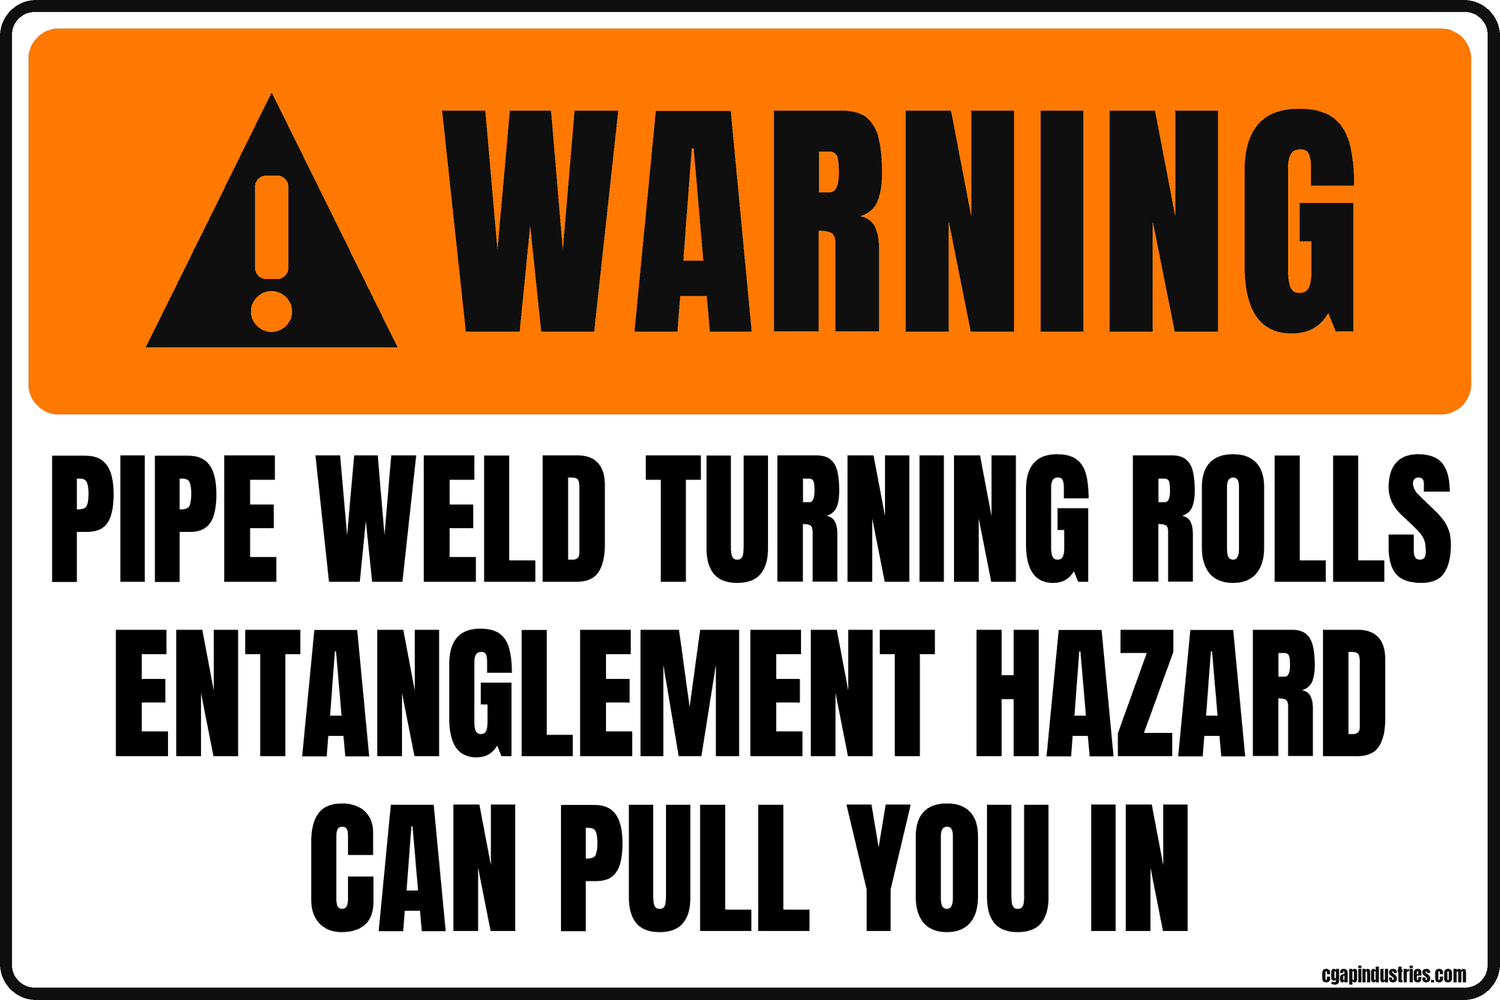 WARNING
PIPE WELD TURNING ROLLS
ENTANGLEMENT HAZARD
CAN PULL YOU IN
cgapindustries.com